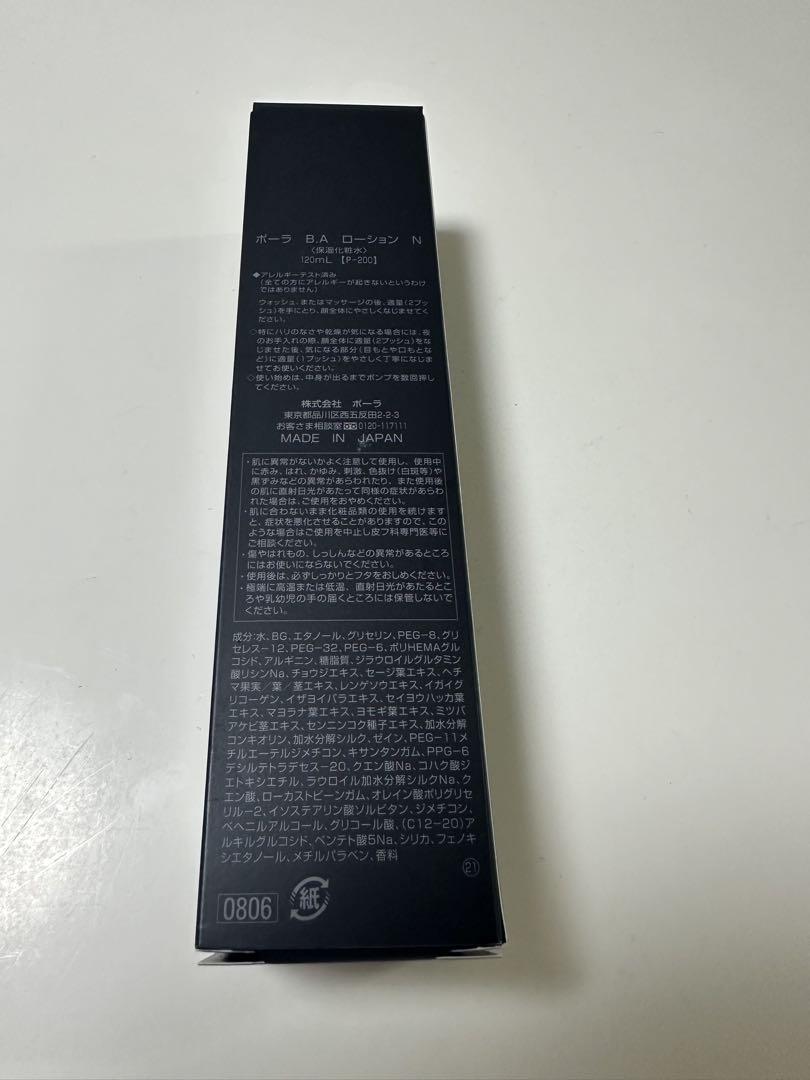 ポーラ B.A ローション N
〈保湿化粧水〉
120mL 【P-200】
◆アレルギーテスト済み
(全ての方にアレルギーが起きないというわけ
ではありません)
ウォッシュ、またはマッサージの後、適量(2プッ
シュ)を手にとり、顔全体にやさしくなじませてく
ださい。
◇特にハリのなさや乾燥が気になる場合には、夜
のお手入れの際、顔全体に適量(2プッシュ)をな
じませた後、気になる部分(目もとや口もとな
ど)に適量(1プッシュ)をやさしく丁寧になじま
せてお使いください。
◇使い始めは、中身が出るまでポンプを数回押し
てください。
株式会社 ポーラ
東京都品川区西五反田2-2-3
お客さま相談室 0120-117111
MADE IN JAPAN
・肌に異常がないかよく注意して使用し、使用中
に赤み、はれ、かゆみ、刺激、色抜け(白斑等)や
黒ずみなどの異常があらわれたり、また使用後
の肌に直射日光があたって同様の症状があらわ
れた場合は、ご使用をおやめください。
・肌に合わないまま化粧品類の使用を続けます
と、症状を悪化させることがありますので、この
ような場合はご使用を中止し皮フ科専門医等に
ご相談ください。
・傷やはれもの、しっしんなどの異常があるところ
にはお使いにならないでください。
・使用後は、必ずしっかりとフタをおしめください。
・極端に高温または低温、直射日光があたるとこ
ろや乳幼児の手の届くところには保管しないで
ください。
成分:水、BG、エタノール、グリセリン、PEG-8、グリ
セレス-12、PEG-32、PEG-6、ポリHEMAグル
コシド、アルギニン、糖脂質、ジラウロイルグルタミン
酸リシンNa、チョウジエキス、セージ葉エキス、ヘチ
マ果実/葉/茎エキス、レンゲソウエキス、イガイグ
リコーゲン、イザヨイバラエキス、セイヨウハッカ葉
エキス、マヨラナ葉エキス、ヨモギ葉エキス、ミツバ
アケビ茎エキス、センニンコク種子エキス、加水分解
コンキオリン、加水分解シルク、ゼイン、PEG-11メ
チルエーテルジメチコン、キサンタンガム、PPG-6
デシルテトラデセス-20、クエン酸Na、コハク酸ジ
エトキシエチル、ラウロイル加水分解シルクNa、ク
エン酸、ローカストビーンガム、オレイン酸ポリグリセ
リル-2、イソステアリン酸ソルビタン、ジメチコン、
ベヘニルアルコール、グリコール酸、(C12-20)ア
ルキルグルコシド、ペンテト酸5Na、シリカ、フェノキ
シエタノール、メチルパラベン、香料
㉑
0806
紙